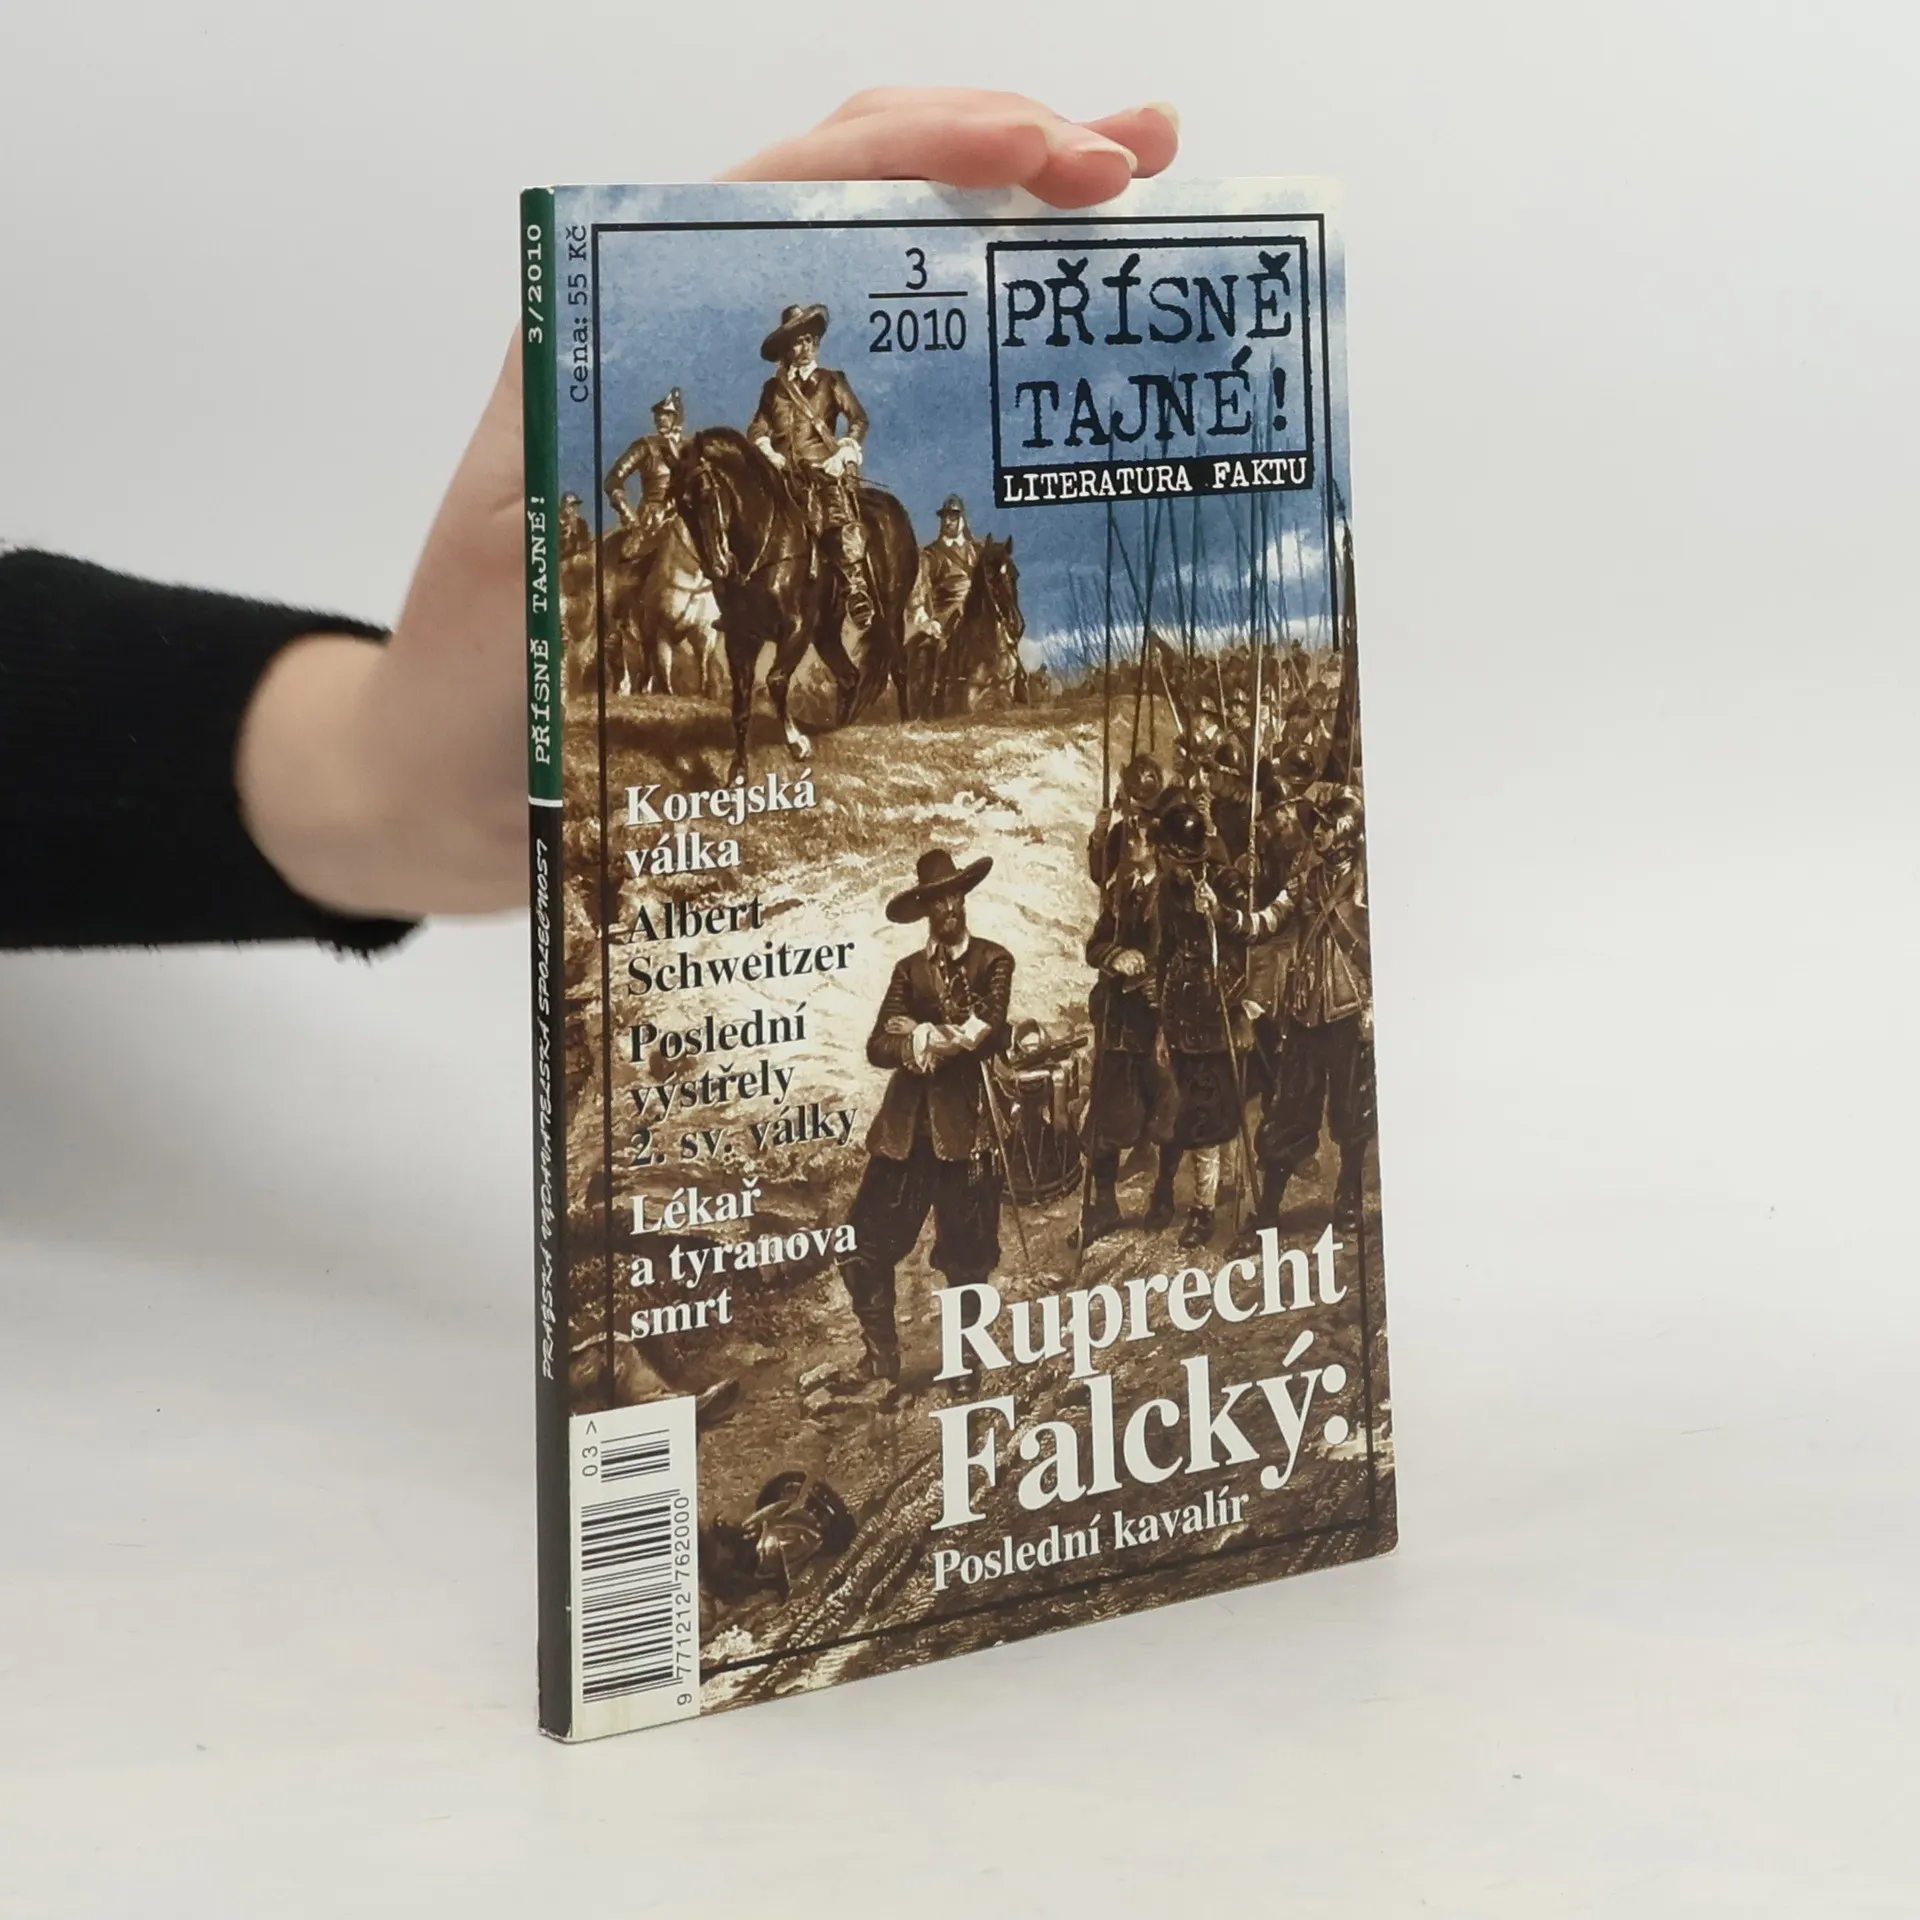 3/2010
PŘÍSNĚ TAJNÉ!
PRAŽSKÁ VYDAVATELSKÁ SPOLEČNOST
Cena: 55 Kč
3
2010
PŘÍSNĚ
TAJNÉ!
LITERATURA FAKTU
Korejská
válka
Albert
Schweitzer
Poslední
výstřely
2. sv. války
Lékař
a tyranova
smrt
Ruprecht
Falcký:
Poslední kavalír
03 >
9 771212 762000